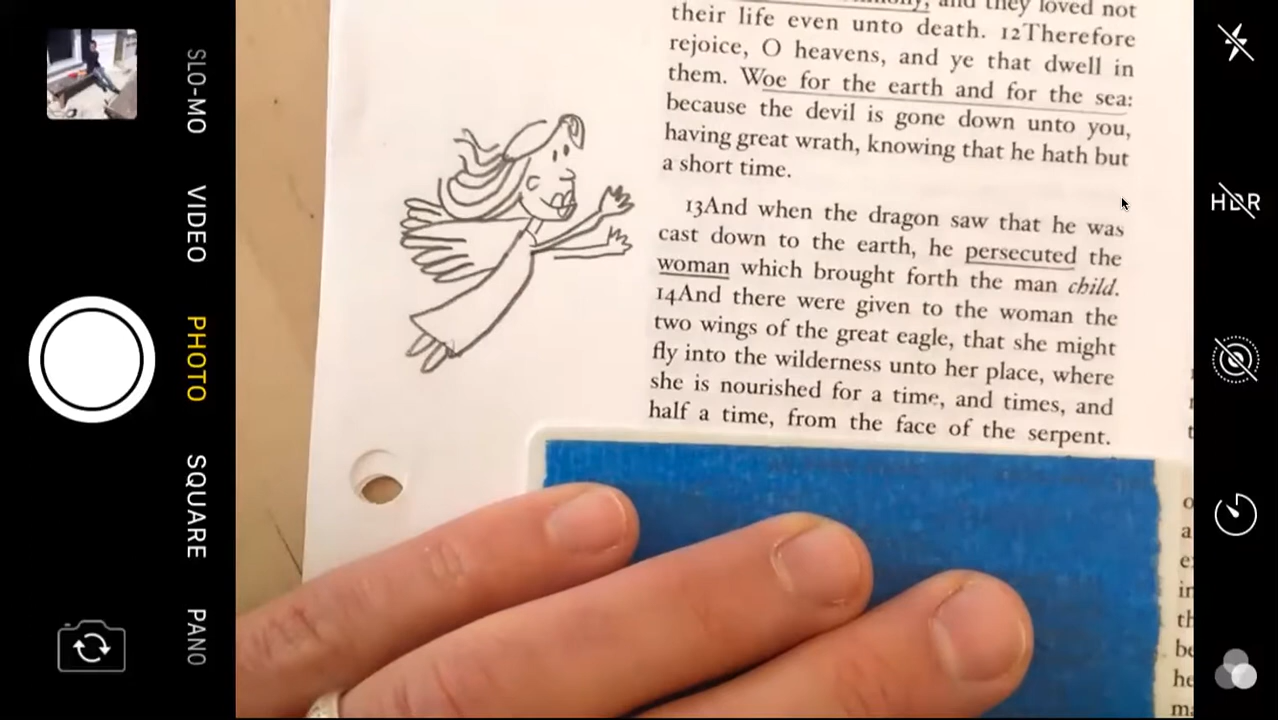 SLO-MO
VIDEO
PHOTO
SQUARE
PANO
HDR
and they loved not
their life even unto death. 12Therefore
rejoice, O heavens, and ye that dwell in
them. Woe for the earth and for the sea:
because the devil is gone down unto you,
having great wrath, knowing that he hath but
a short time.
13And when the dragon saw that he was
cast down to the earth, he persecuted the
woman which brought forth the man child.
14And there were given to the woman the
two wings of the great eagle, that she might
fly into the wilderness unto her place, where
she is nourished for a time, and times, and
half a time, from the face of the serpent.